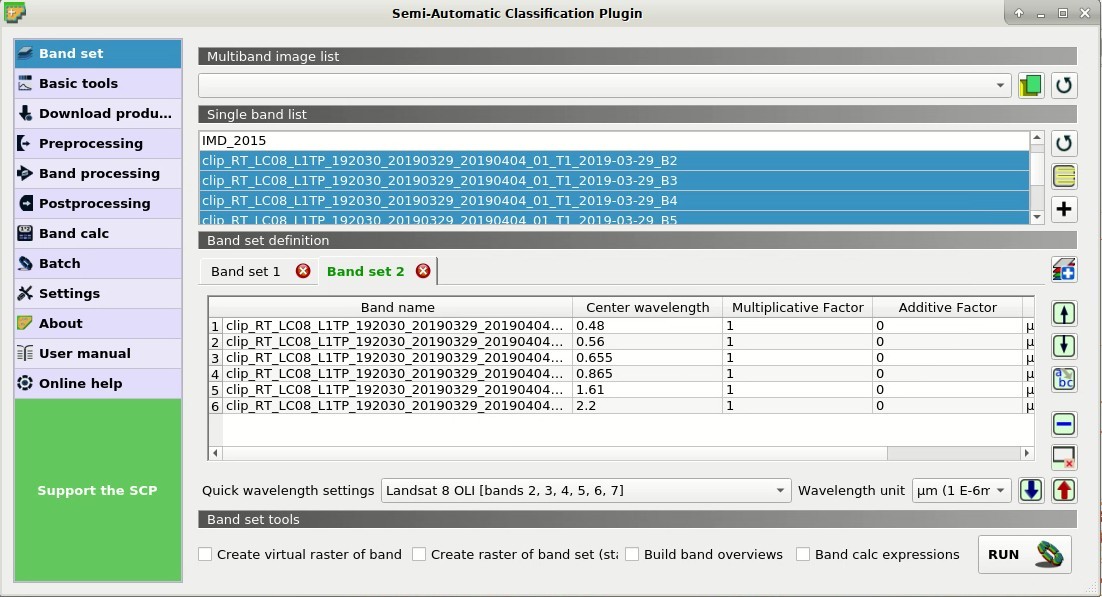 Semi-Automatic Classification Plugin
Band set
Basic tools
Download produ...
Preprocessing
Band processing
Postprocessing
Band calc
Batch
Settings
About
User manual
Online help
Support the SCP
Multiband image list
Single band list
IMD_2015
clip_RT_LC08_L1TP_192030_20190329_20190404_01_T1_2019-03-29_B2
clip_RT_LC08_L1TP_192030_20190329_20190404_01_T1_2019-03-29_B3
clip_RT_LC08_L1TP_192030_20190329_20190404_01_T1_2019-03-29_B4
clip_RT_LC08_L1TP_192030_20190329_20190404_01_T1_2019-03-29_B5
Band set definition
Band set 1 Band set 2
Band name Center wavelength Multiplicative Factor Additive Factor
1 clip_RT_LC08_L1TP_192030_20190329_20190404... 0.48 1 0 µ
2 clip_RT_LC08_L1TP_192030_20190329_20190404... 0.56 1 0 µ
3 clip_RT_LC08_L1TP_192030_20190329_20190404... 0.655 1 0 µ
4 clip_RT_LC08_L1TP_192030_20190329_20190404... 0.865 1 0 µ
5 clip_RT_LC08_L1TP_192030_20190329_20190404... 1.61 1 0 µ
6 clip_RT_LC08_L1TP_192030_20190329_20190404... 2.2 1 0 µ
a bc
Quick wavelength settings Landsat 8 OLI [bands 2, 3, 4, 5, 6, 7] Wavelength unit µm (1 E-6m
Band set tools
Create virtual raster of band Create raster of band set (sta Build band overviews Band calc expressions RUN